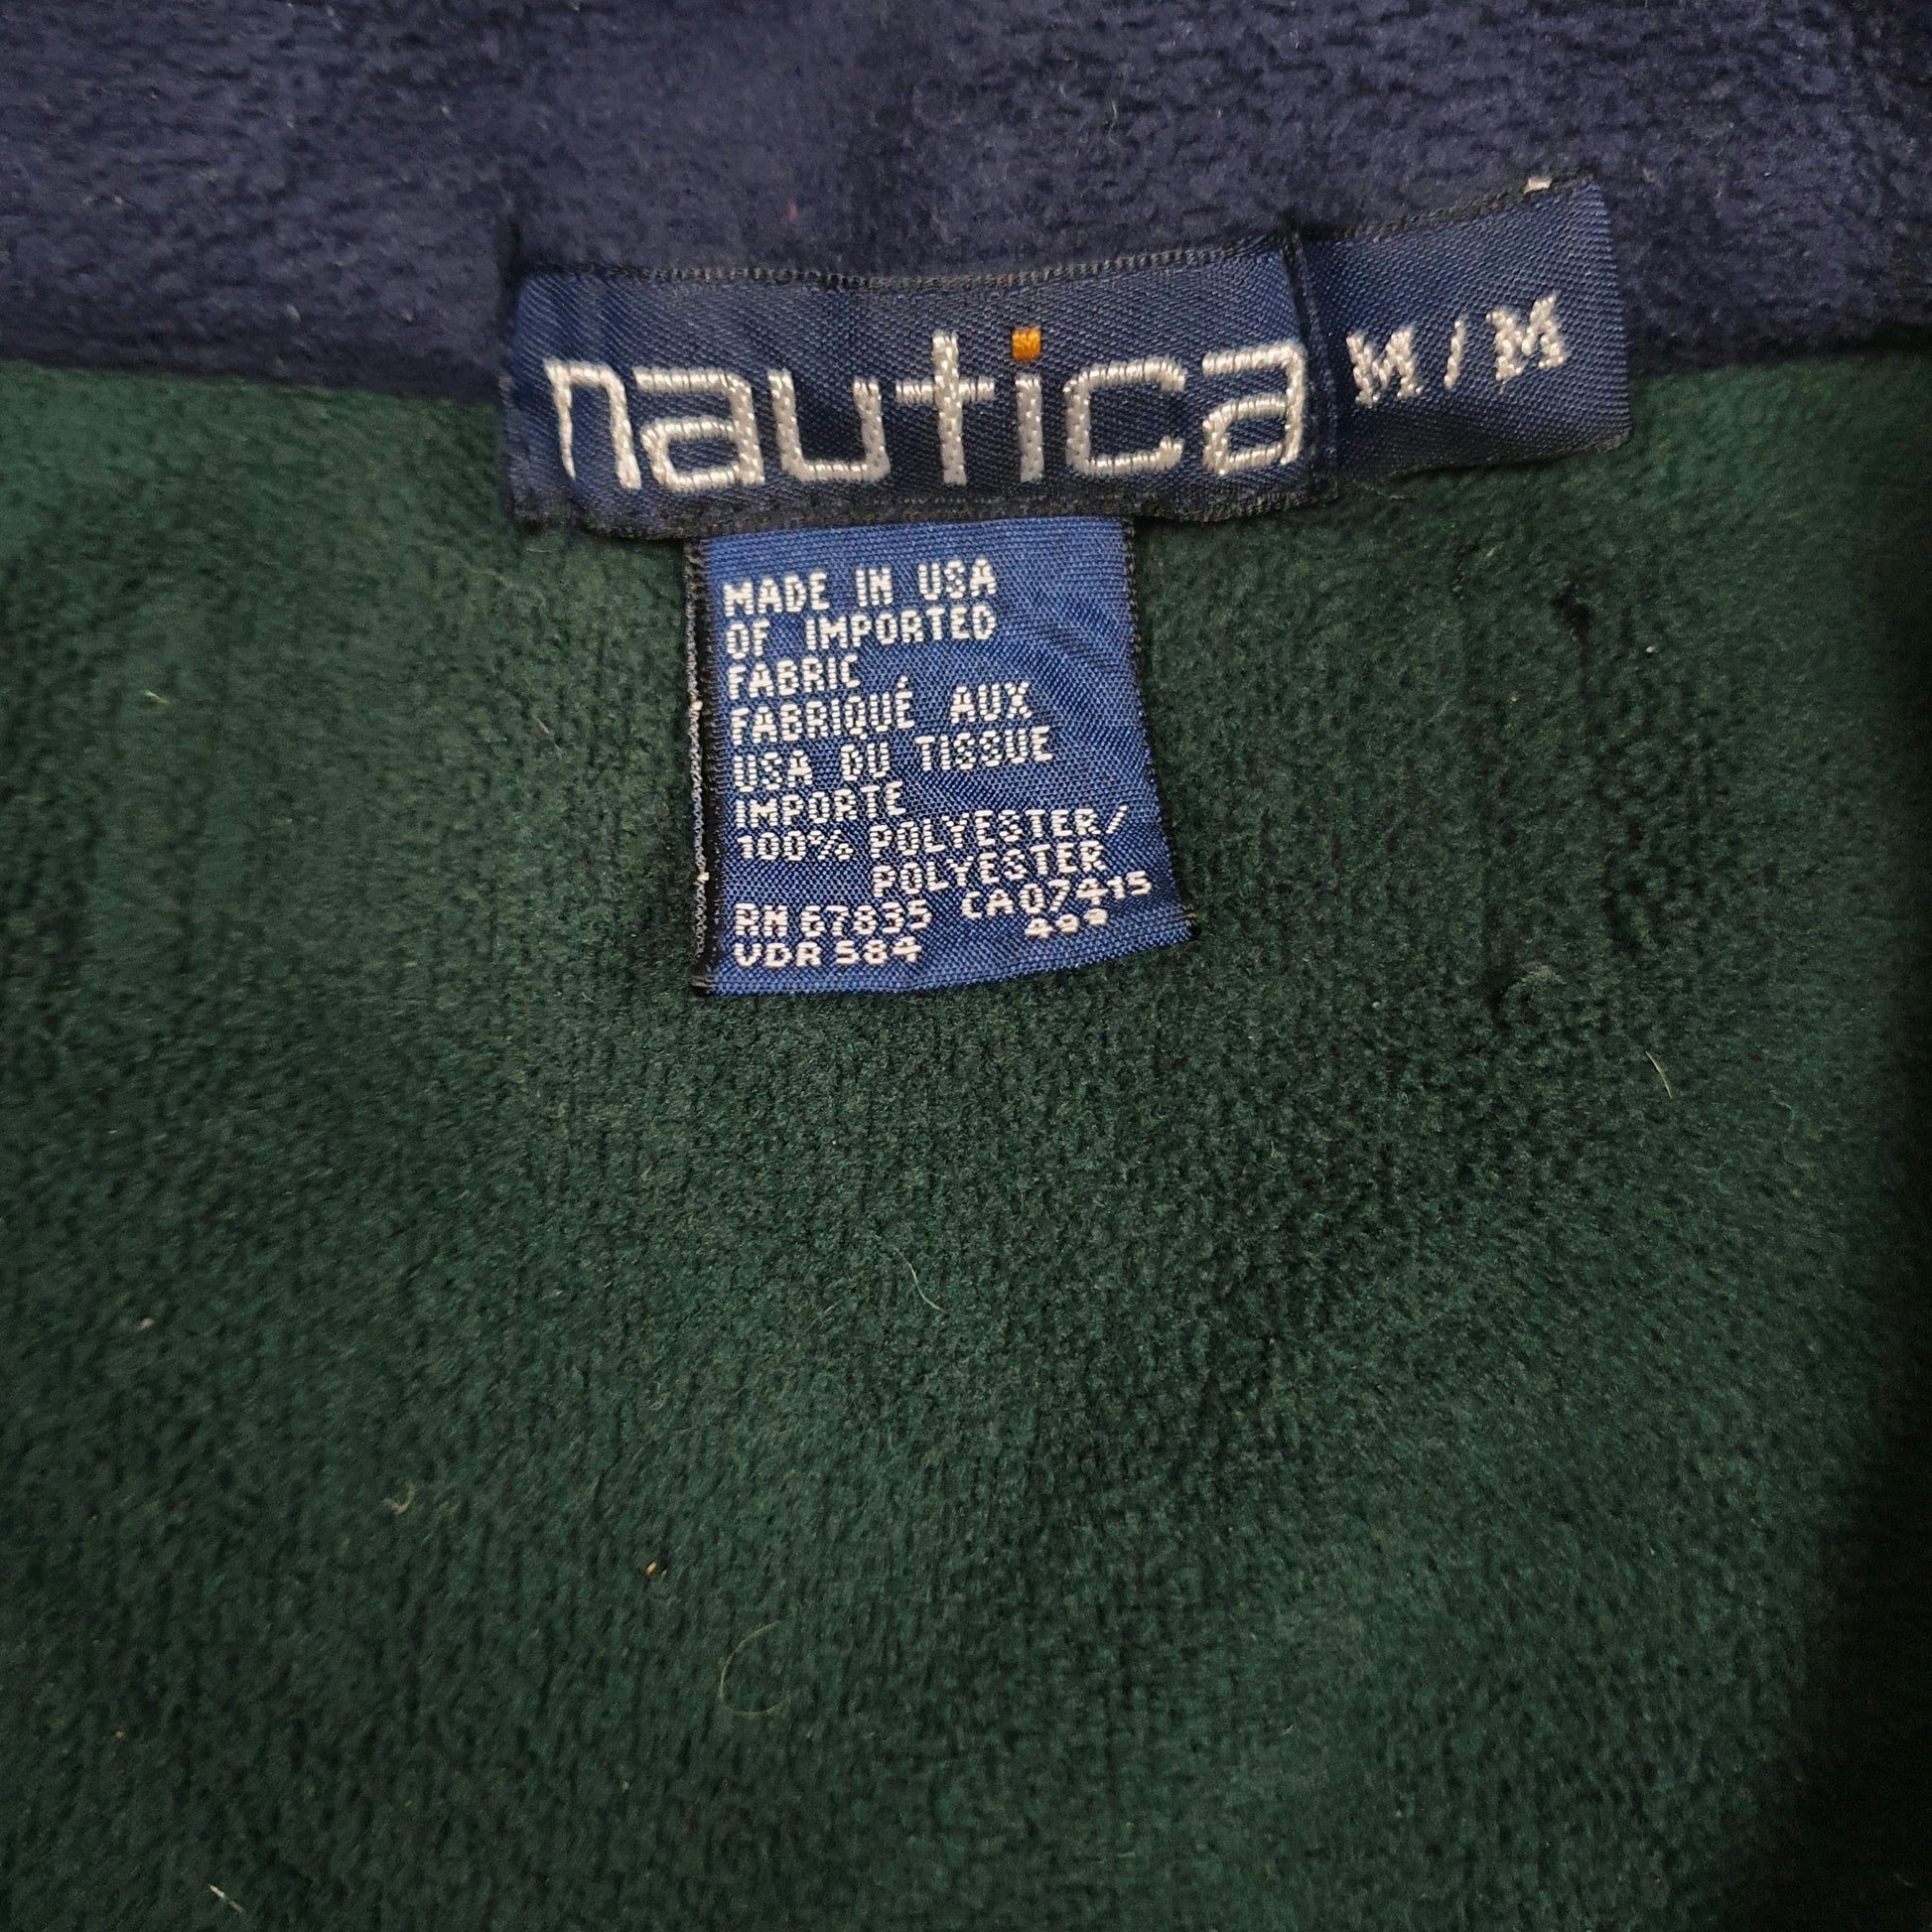 nautica M/M
MADE IN USA
OF IMPORTED
FABRIC
FABRIQUÉ AUX
USA DU TISSUE
IMPORTE
100% POLYESTER/
POLYESTER
RN 67835 CA07415
VDR 584 499